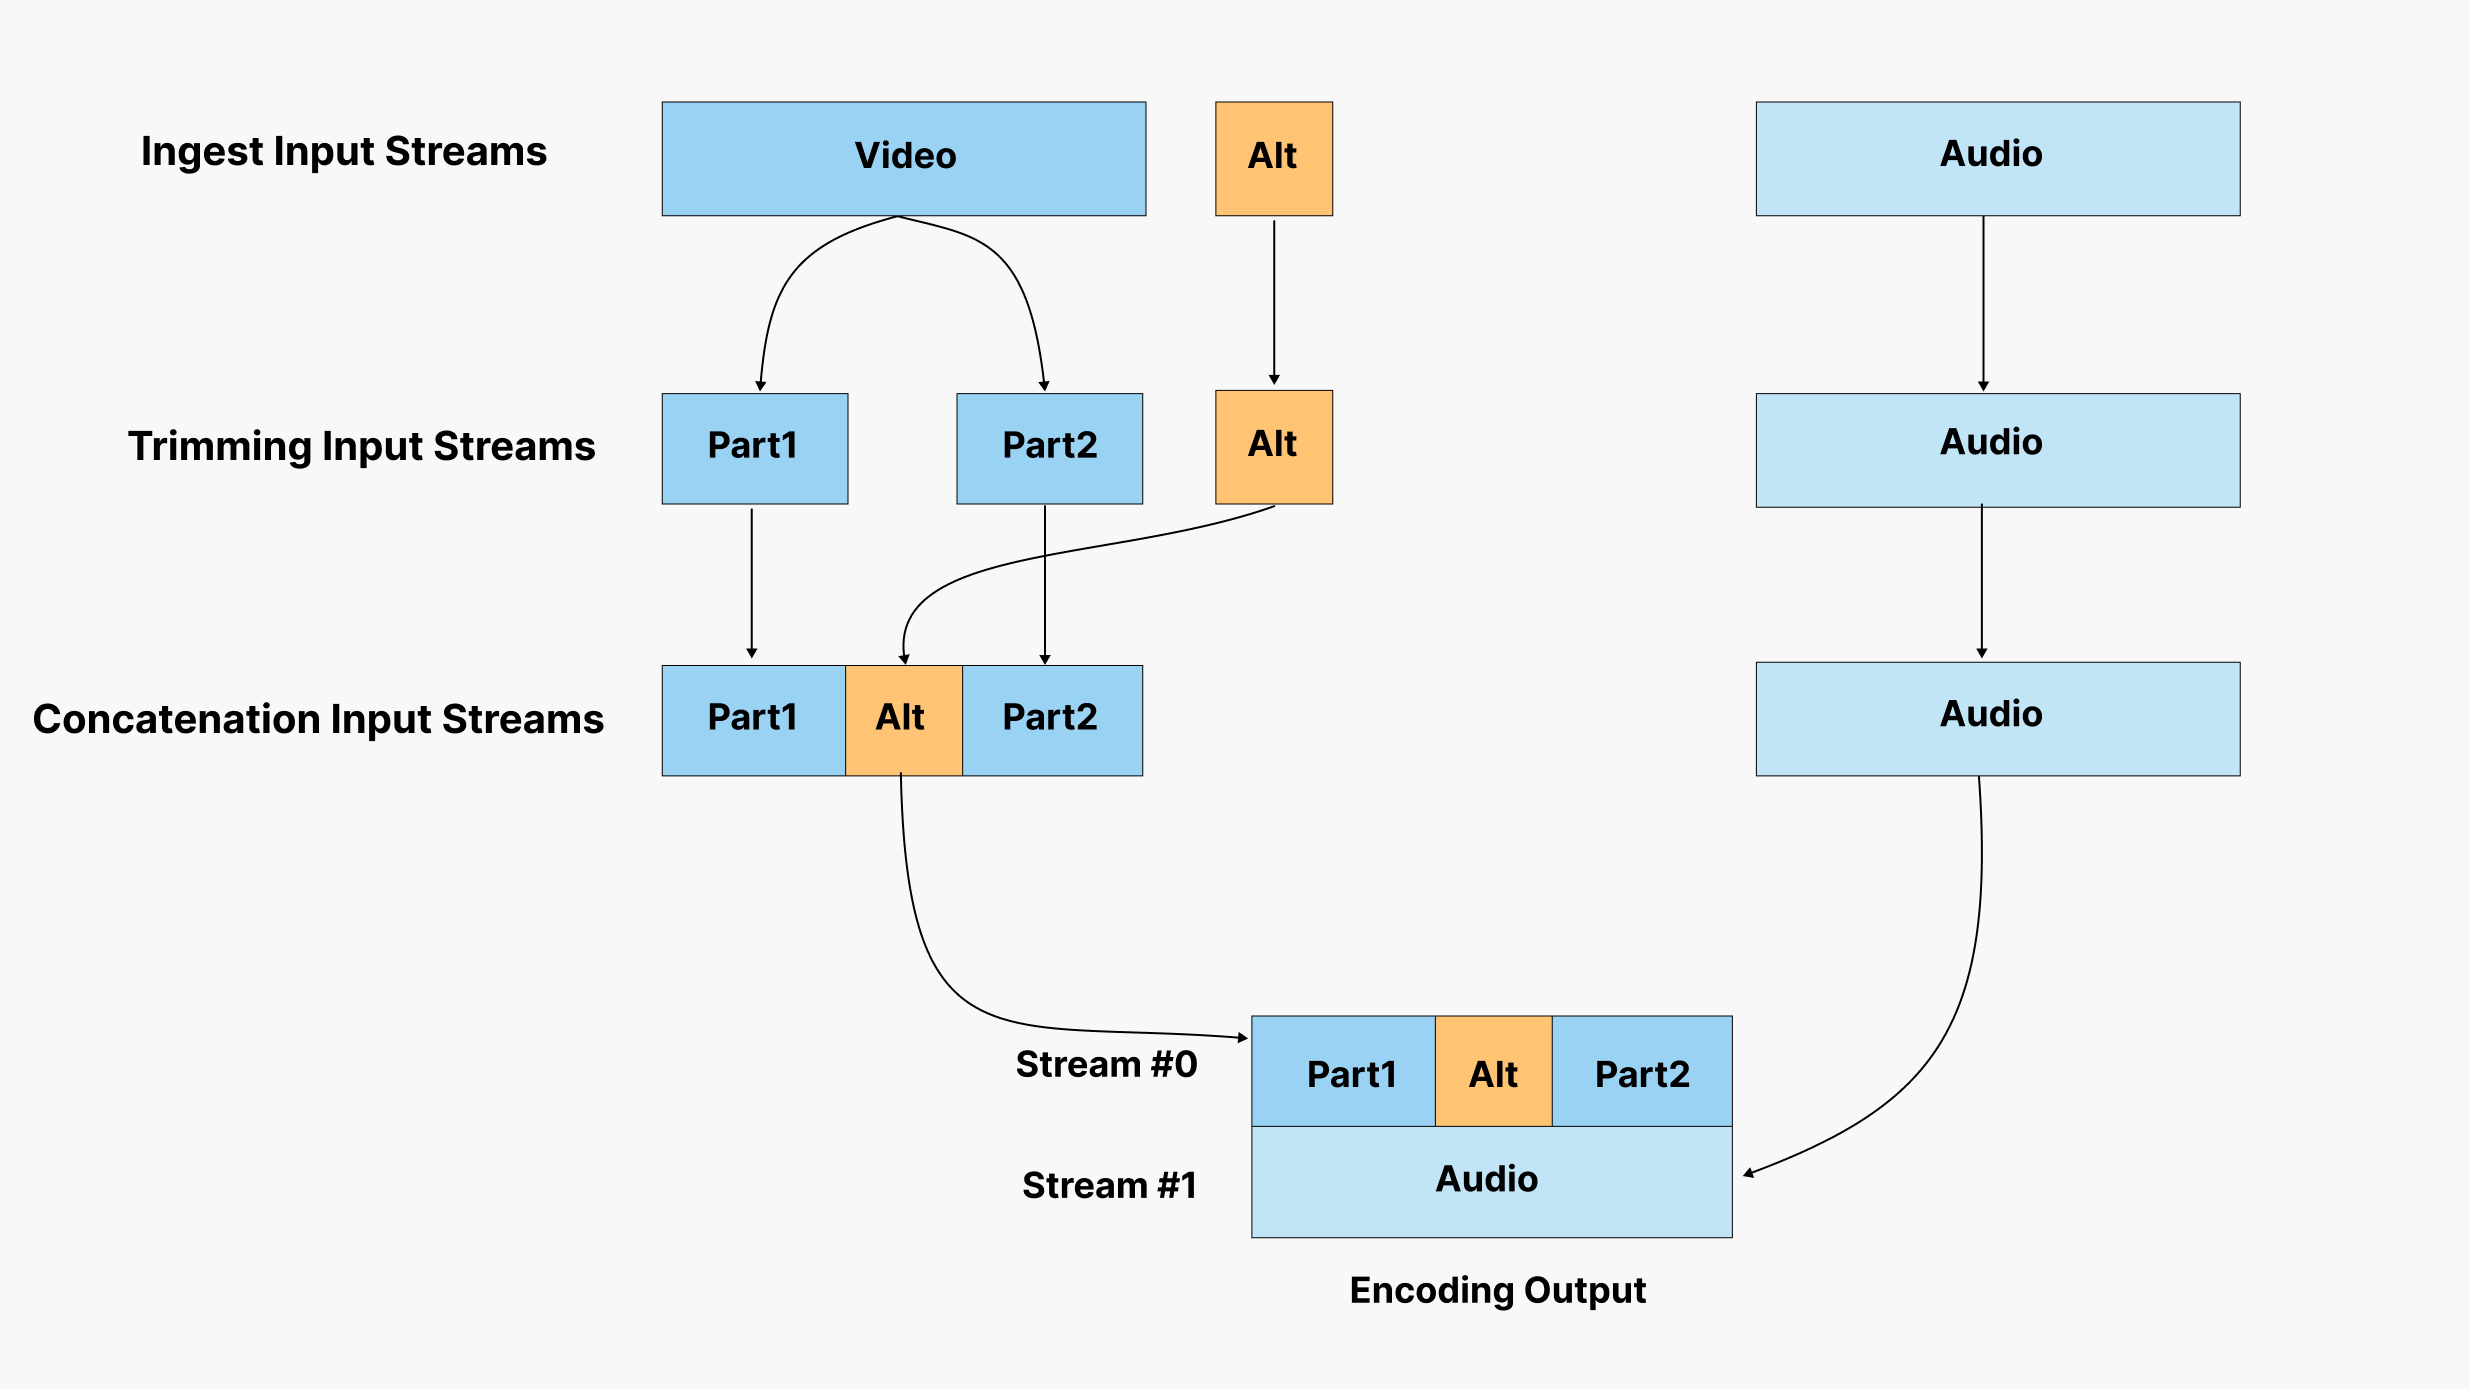 Ingest Input Streams
Video
Alt
Audio
Trimming Input Streams
Part1
Part2
Alt
Audio
Concatenation Input Streams
Part1
Alt
Part2
Audio
Stream #0
Part1
Alt
Part2
Stream #1
Audio
Encoding Output